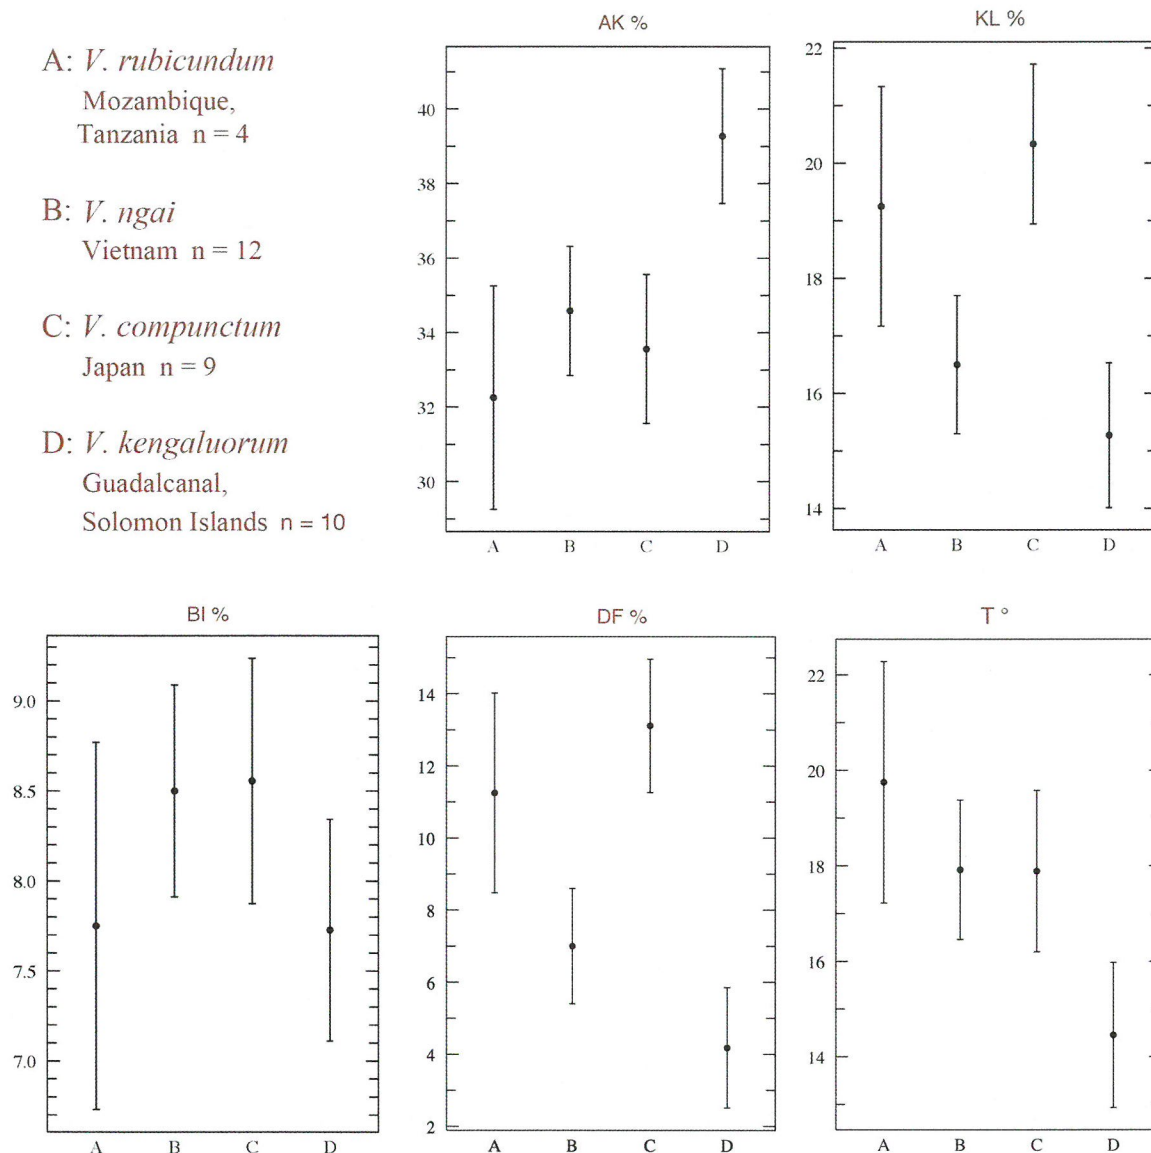 A: V. rubicundum
Mozambique,
Tanzania n = 4
B: V. ngai
Vietnam n = 12
C: V. compunctum
Japan n = 9
D: V. kengaluorum
Guadalcanal,
Solomon Islands n = 10
AK %
40
38
36
34
32
30
A B C D
KL %
22
20
18
16
14
A B C D
BI %
9.0
8.5
8.0
7.5
7.0
A B C D
DF %
14
12
10
8
6
4
2
A B C D
T °
22
20
18
16
14
A B C D